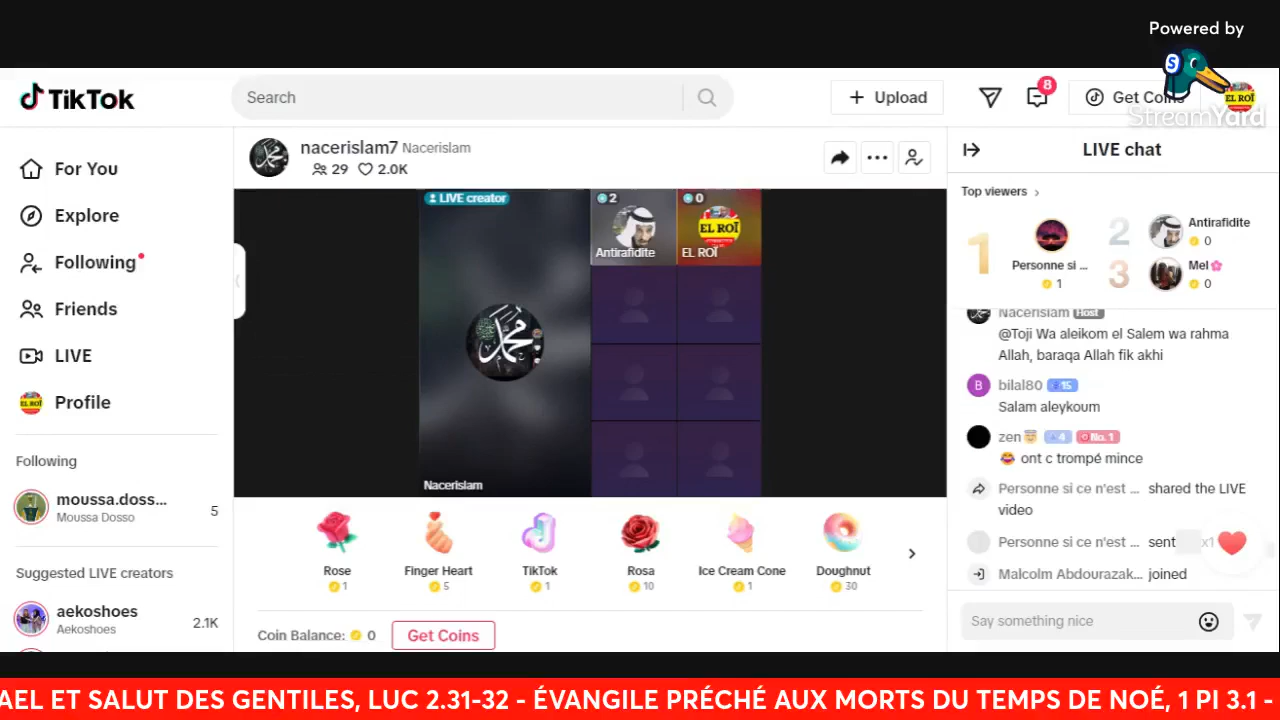 Powered by
StreamYard
TikTok
Search
Upload
8
Get Coins
EL ROÏ
For You
Explore
Following
Friends
LIVE
Profile
Following
moussa.doss...
Moussa Dosso
5
Suggested LIVE creators
aekoshoes
Aekoshoes
2.1K
nacerislam7 Nacerislam
29 2.0K
LIVE creator
2
Antirafidite
0
EL ROÏ
EL ROÏ
محمد
Nacerislam
Rose
1
Finger Heart
5
TikTok
1
Rosa
10
Ice Cream Cone
1
Doughnut
30
Coin Balance: 0
Get Coins
LIVE chat
Top viewers
1
Personne si ...
1
2
Antirafidite
0
3
Mel
0
Nacerislam Host
@Toji Wa aleikom el Salem wa rahma
Allah, baraqa Allah fik akhi
B
bilal80 15
Salam aleykoum
zen 4 No. 1
😂 ont c trompé mince
Personne si ce n'est ... shared the LIVE
video
Personne si ce n'est ... sent x1
Malcolm Abdourazak... joined
Say something nice
AEL ET SALUT DES GENTILES, LUC 2.31-32 - ÉVANGILE PRÉCHÉ AUX MORTS DU TEMPS DE NOÉ, 1 PI 3.1 -